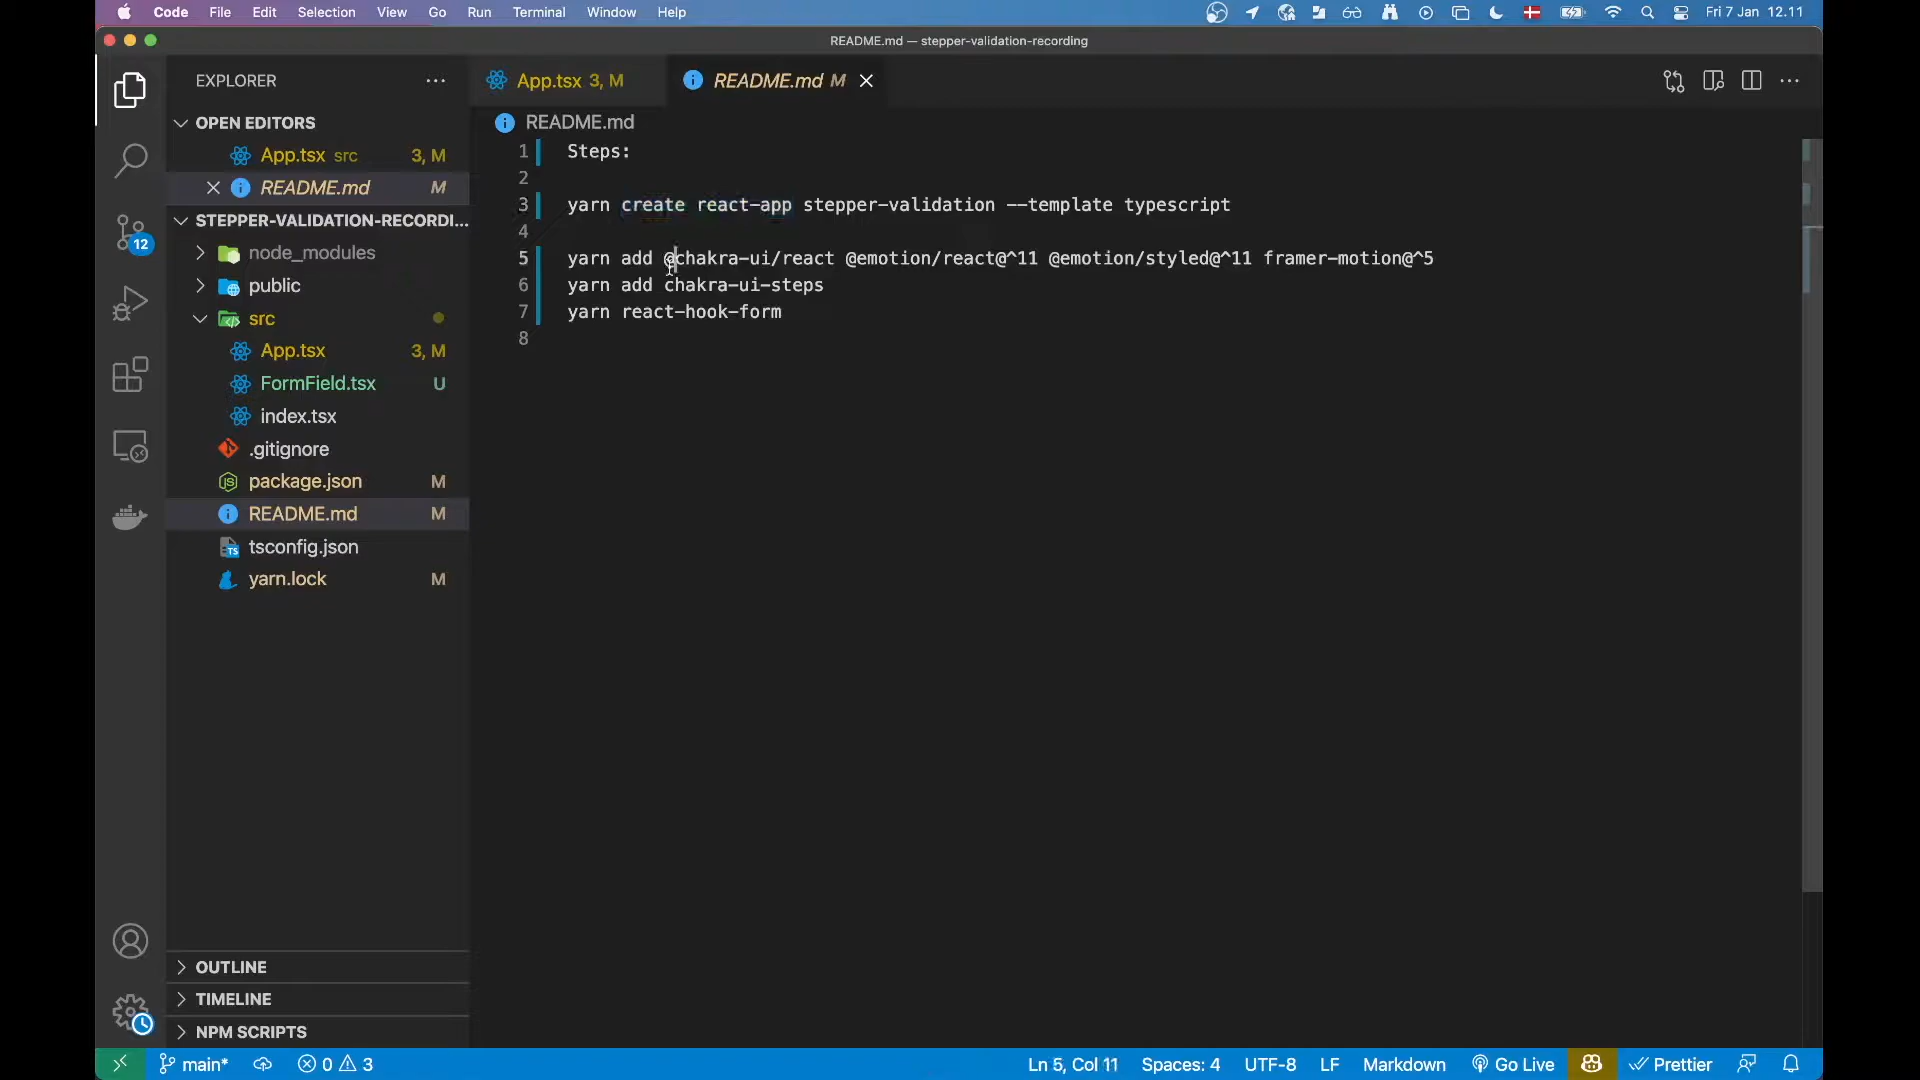 Code File Edit Selection View Go Run Terminal Window Help Fri 7 Jan 12.11
README.md — stepper-validation-recording
EXPLORER
App.tsx 3, M
README.md M
OPEN EDITORS
App.tsx src 3, M
README.md M
STEPPER-VALIDATION-RECORDI...
node_modules
public
src
App.tsx 3, M
FormField.tsx U
index.tsx
.gitignore
package.json M
README.md M
tsconfig.json
yarn.lock M
12
README.md
1 Steps:
2
3 yarn create react-app stepper-validation --template typescript
4
5 yarn add @chakra-ui/react @emotion/react@^11 @emotion/styled@^11 framer-motion@^5
6 yarn add chakra-ui-steps
7 yarn react-hook-form
8
OUTLINE
TIMELINE
NPM SCRIPTS
main* 0 3 Ln 5, Col 11 Spaces: 4 UTF-8 LF Markdown Go Live Prettier